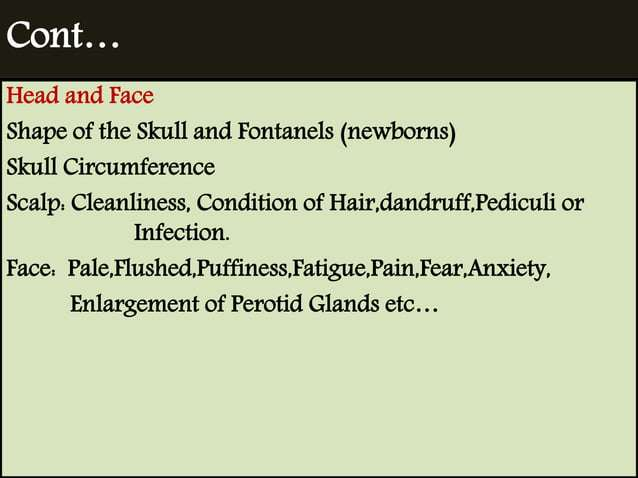 Cont…
Head and Face
Shape of the Skull and Fontanels (newborns)
Skull Circumference
Scalp: Cleanliness, Condition of Hair,dandruff,Pediculi or
Infection.
Face:  Pale,Flushed,Puffiness,Fatigue,Pain,Fear,Anxiety,
Enlargement of Perotid Glands etc…